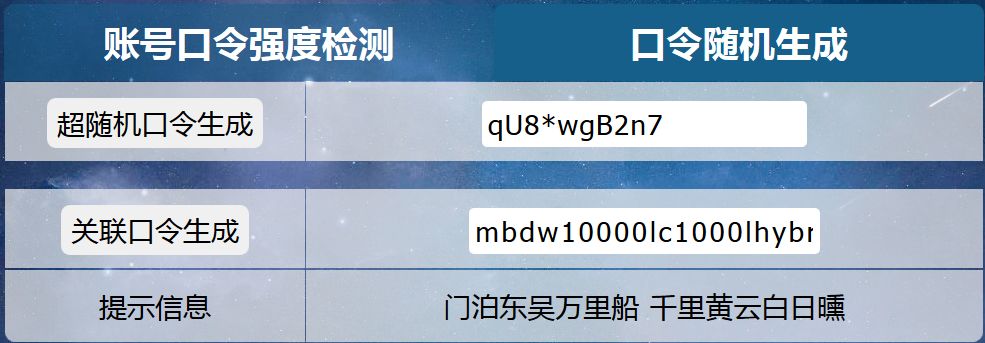 账号口令强度检测 口令随机生成
超随机口令生成 qU8*wgB2n7
关联口令生成 mbdw10000lc1000lhyb
提示信息 门泊东吴万里船 千里黄云白日曛